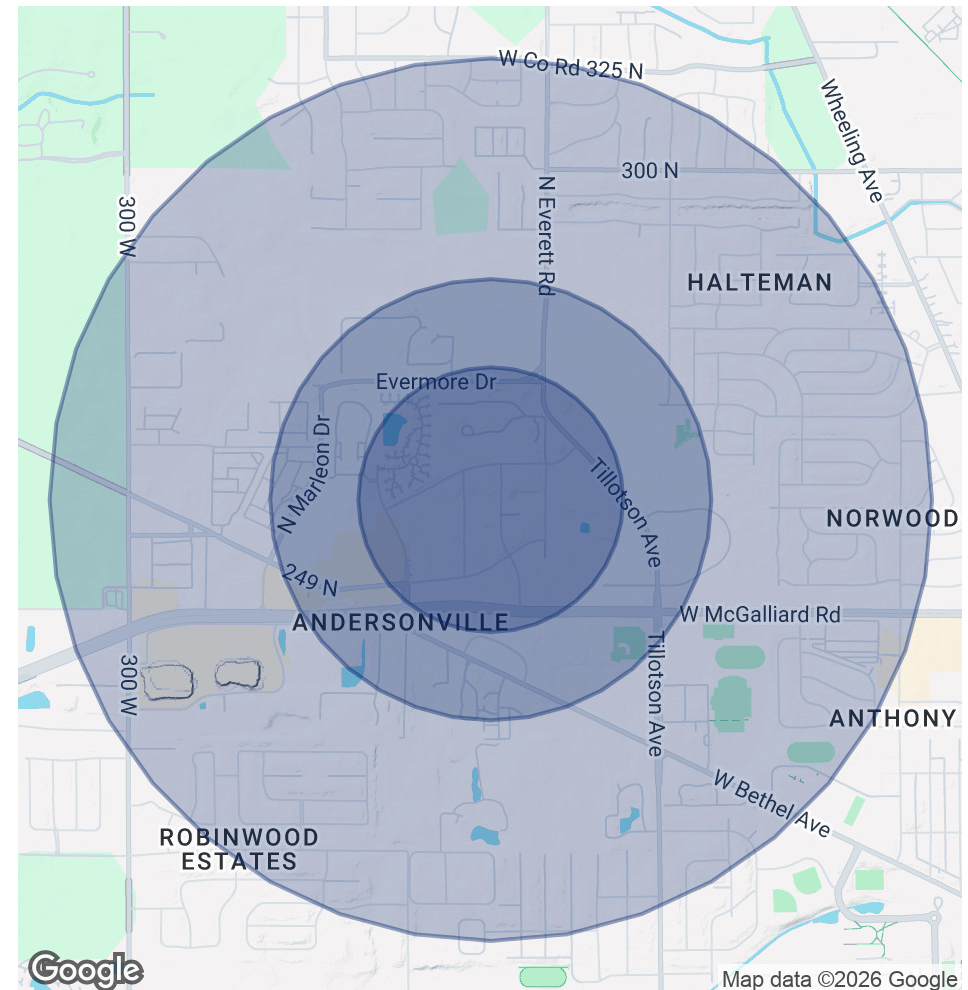 W Co Rd 325 N
Wheeling Ave
300 N
N Everett Rd
300 W
HALTEMAN
Evermore Dr
N Marleon Dr
Tillotson Ave
NORWOOD
249 N
ANDERSONVILLE
W McGalliard Rd
300 W
Tillotson Ave
ANTHONY
W Bethel Ave
ROBINWOOD
ESTATES
Google
Map data ©2026 Google